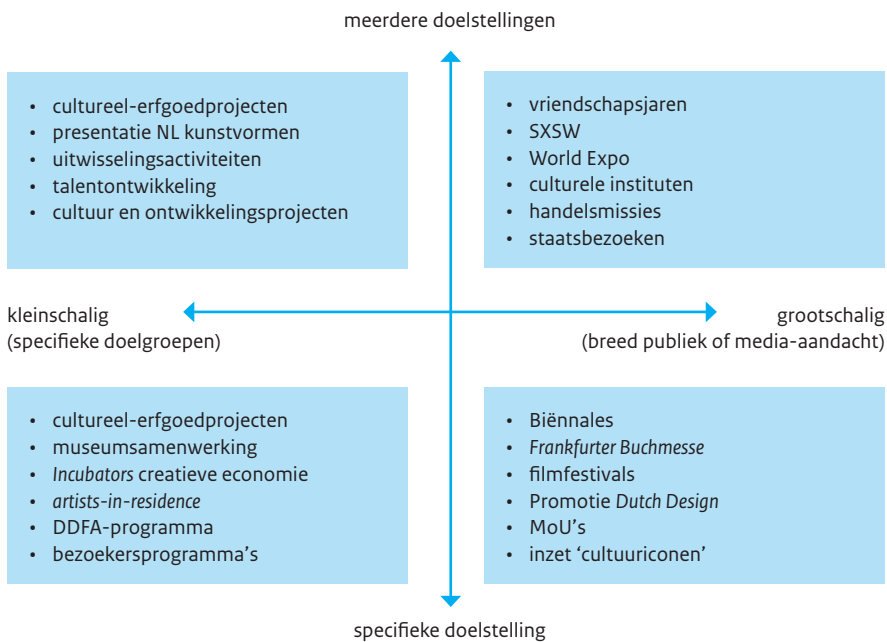 meerdere doelstellingen
• cultureel-erfgoedprojecten
• presentatie NL kunstvormen
• uitwisselingsactiviteiten
• talentontwikkeling
• cultuur en ontwikkelingsprojecten
• vriendschapsjaren
• SXSW
• World Expo
• culturele instituten
• handelsmissies
• staatsbezoeken
kleinschalig
(specifieke doelgroepen)
grootschalig
(breed publiek of media-aandacht)
• cultureel-erfgoedprojecten
• museumsamenwerking
• Incubators creatieve economie
• artists-in-residence
• DDFA-programma
• bezoekersprogramma's
• Biënnales
• Frankfurter Buchmesse
• filmfestivals
• Promotie Dutch Design
• MoU's
• inzet ‘cultuuriconen’
specifieke doelstelling